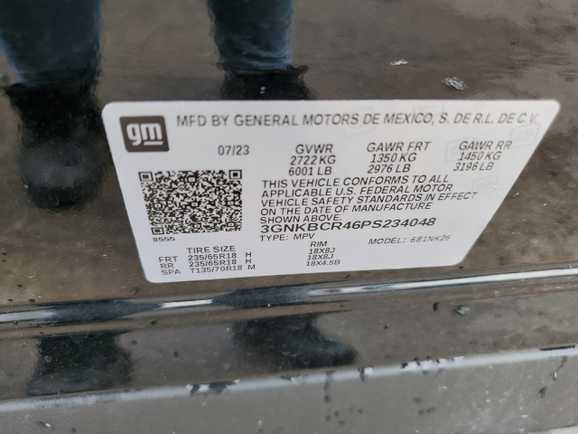 gm MFD BY GENERAL MOTORS DE MEXICO, S. DE R.L. DE C.V.
07/23 GVWR GAWR FRT GAWR RR
2722 KG 1350 KG 1450 KG
6001 LB 2976 LB 3196 LB
THIS VEHICLE CONFORMS TO ALL
APPLICABLE U.S. FEDERAL MOTOR
VEHICLE SAFETY STANDARDS IN EFFECT
ON THE DATE OF MANUFACTURE
SHOWN ABOVE.
3GNKBCR46PS234048
TYPE: MPV MODEL: 6B1NK26
TIRE SIZE RIM
FRT 235/65R18 H 18X8J
RR 235/65R18 H 18X8J
SPA T135/70R18 M 18X4.5B